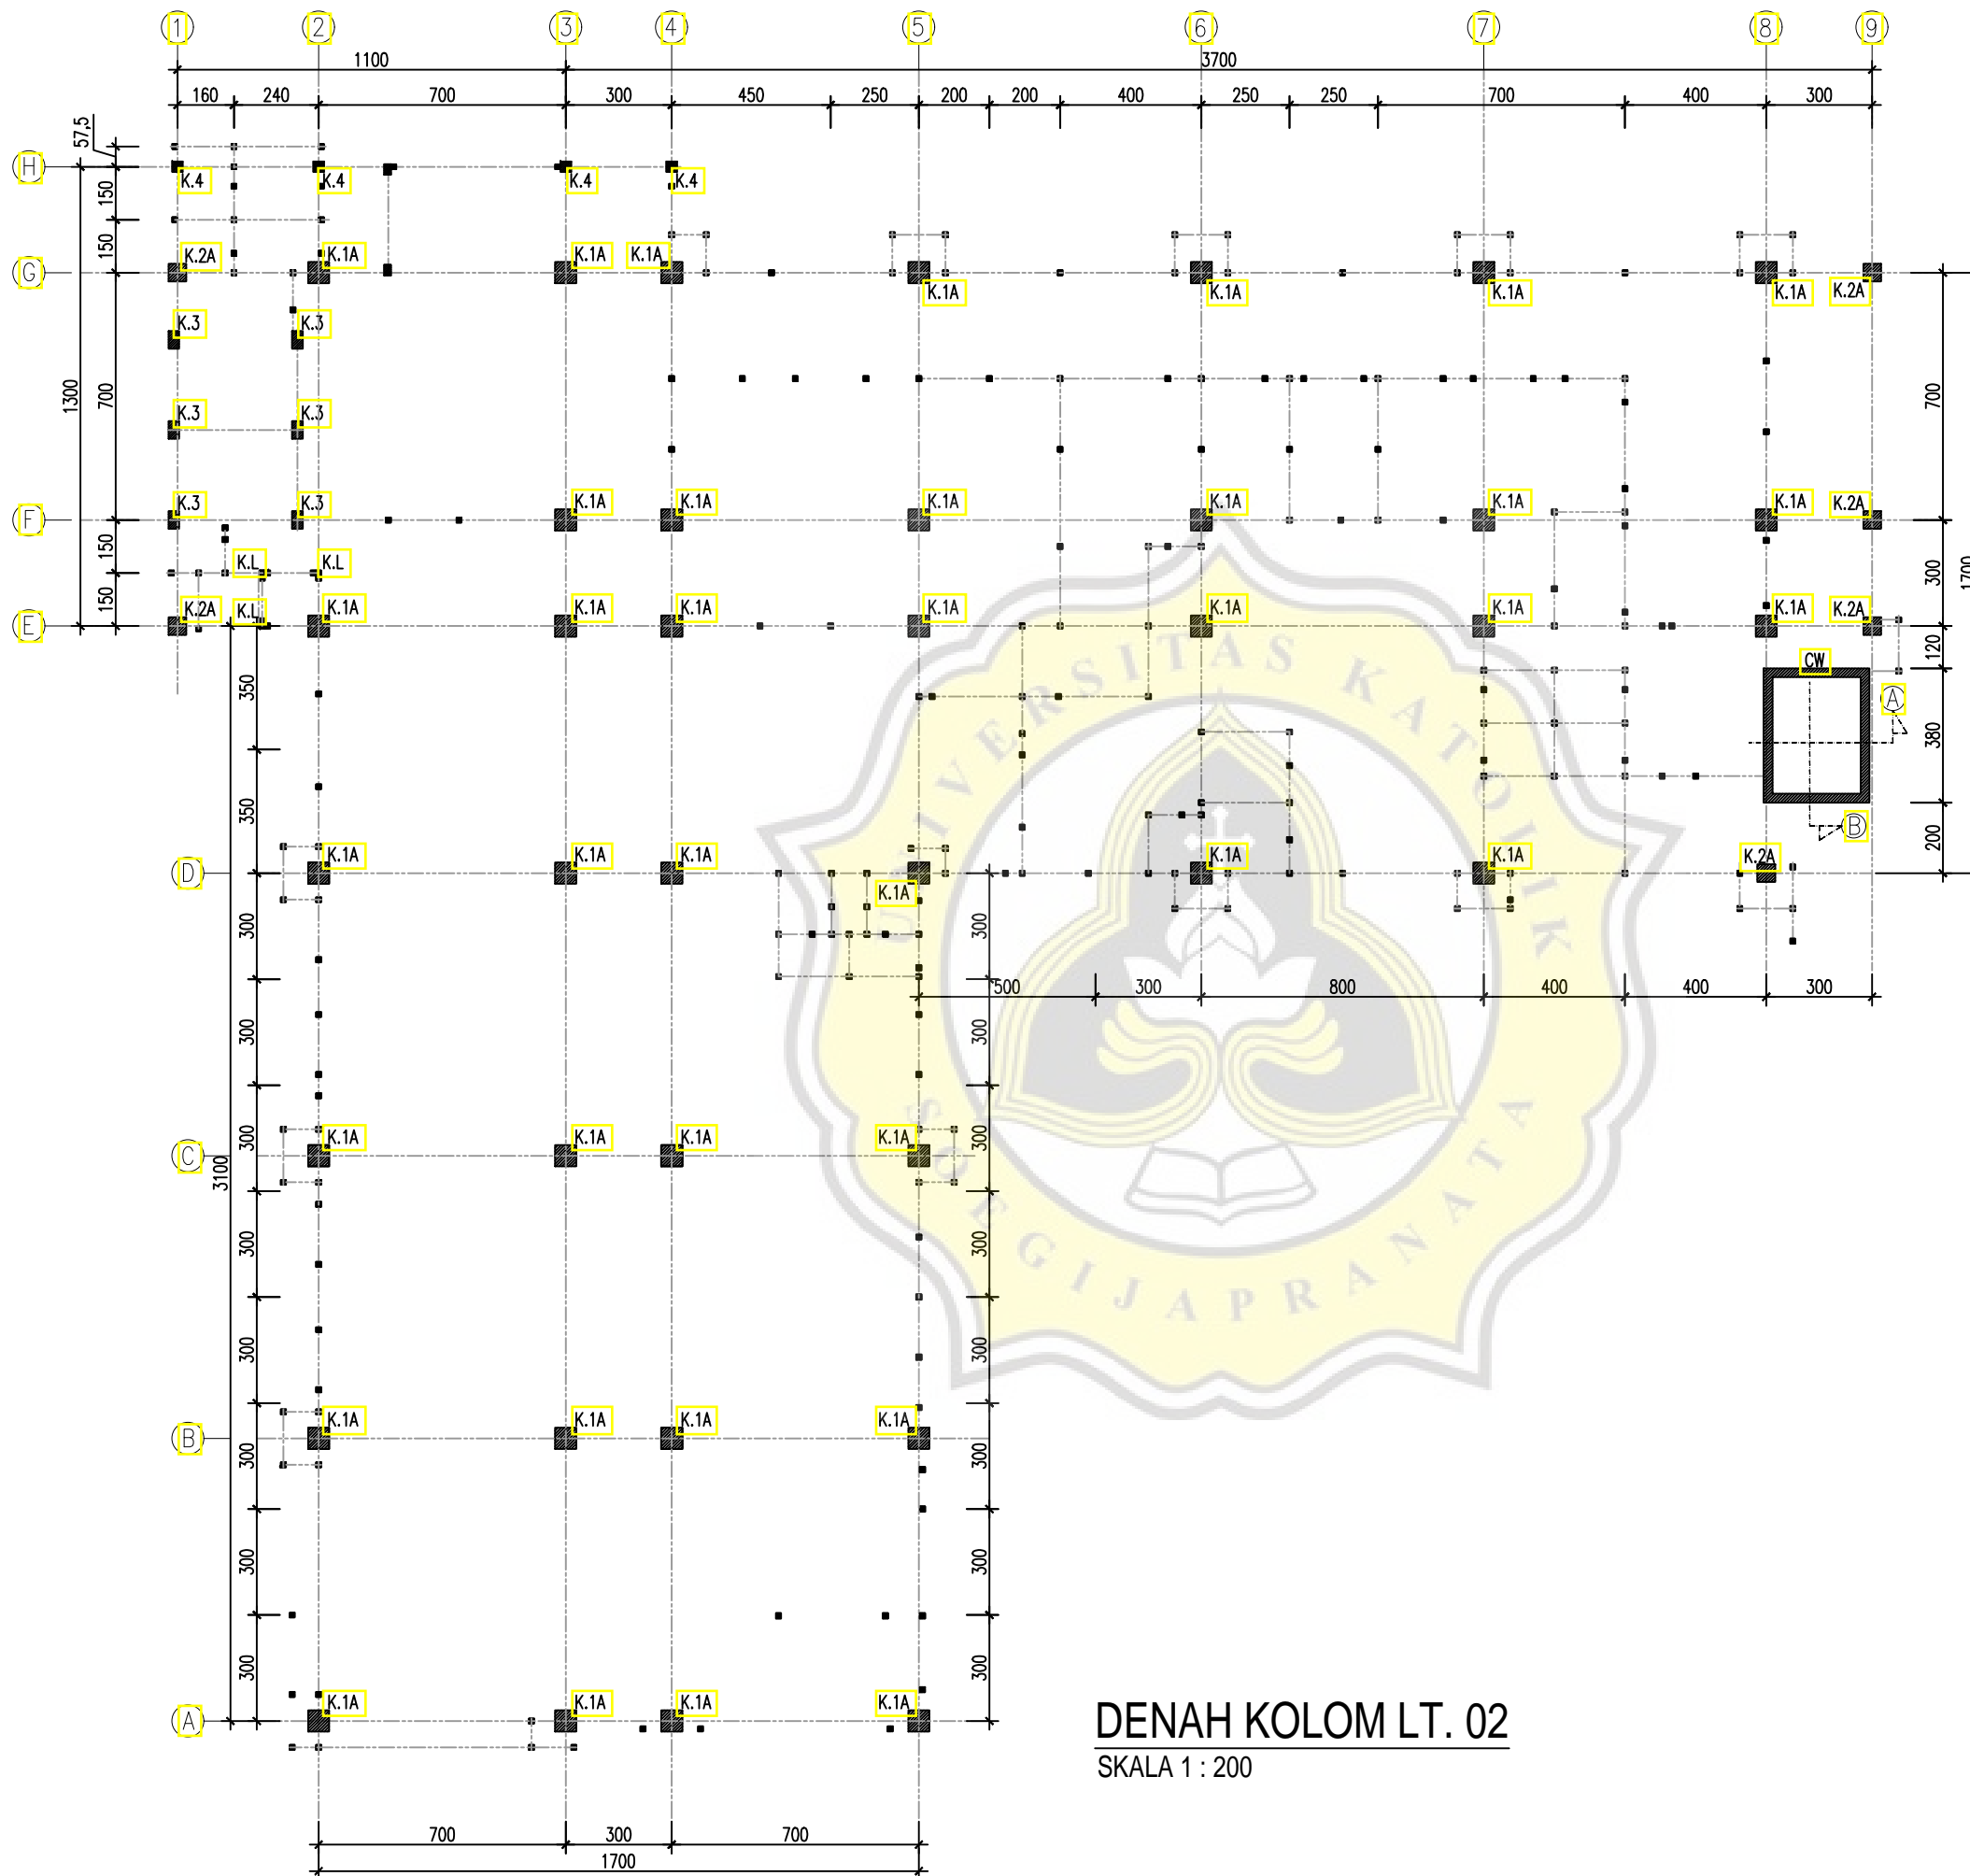 1 2 3 4 5 6 7 8 9
1100 3700
160 240 700 300 450 250 200 200 400 250 250 700 400 300
57,5
H
K.4 K.4 K.4 K.4
150
150
K.2A K.1A K.1A K.1A
G
K.1A K.1A K.1A K.1A K.2A
K.3 K.3
1300 700 700
K.3 K.3
K.3 K.3 K.1A K.1A K.1A K.1A K.1A K.1A K.2A
F
150 300 1700
K.L K.L
150
K.2A K.L K.1A K.1A K.1A K.1A K.1A K.1A K.1A K.2A
E
120
CW
350 A
380
350 B
200
K.1A K.1A K.1A K.1A K.1A K.2A
D
K.1A
300 300
500 300 800 400 400 300
300 300
K.1A K.1A K.1A K.1A
300 300
C
3100
300 300
300 300
K.1A K.1A K.1A K.1A
B
300 300
300 300
300 300
K.1A K.1A K.1A K.1A
A
DENAH KOLOM LT. 02
SKALA 1 : 200
700 300 700
1700
UNIVERSITAS KATOLIK
SOEGIJAPRANATA